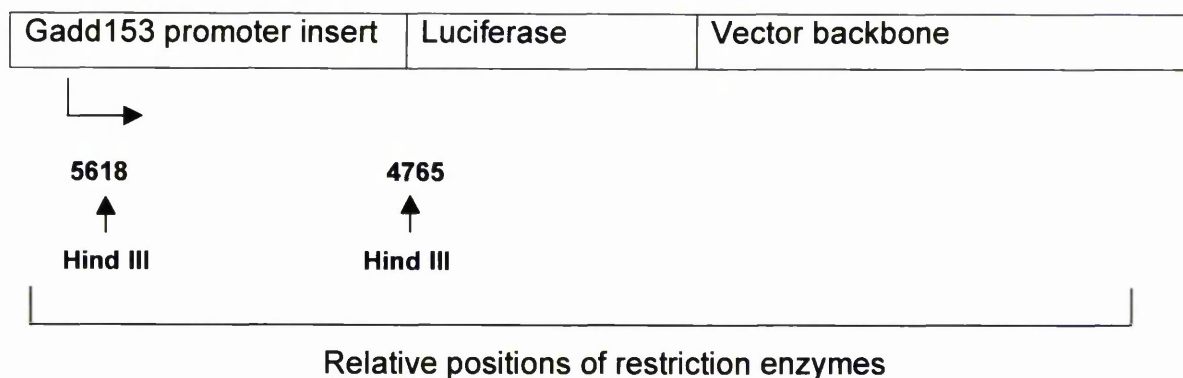 Gadd153 promoter insert Luciferase Vector backbone
5618 4765
Hind III Hind III
Relative positions of restriction enzymes